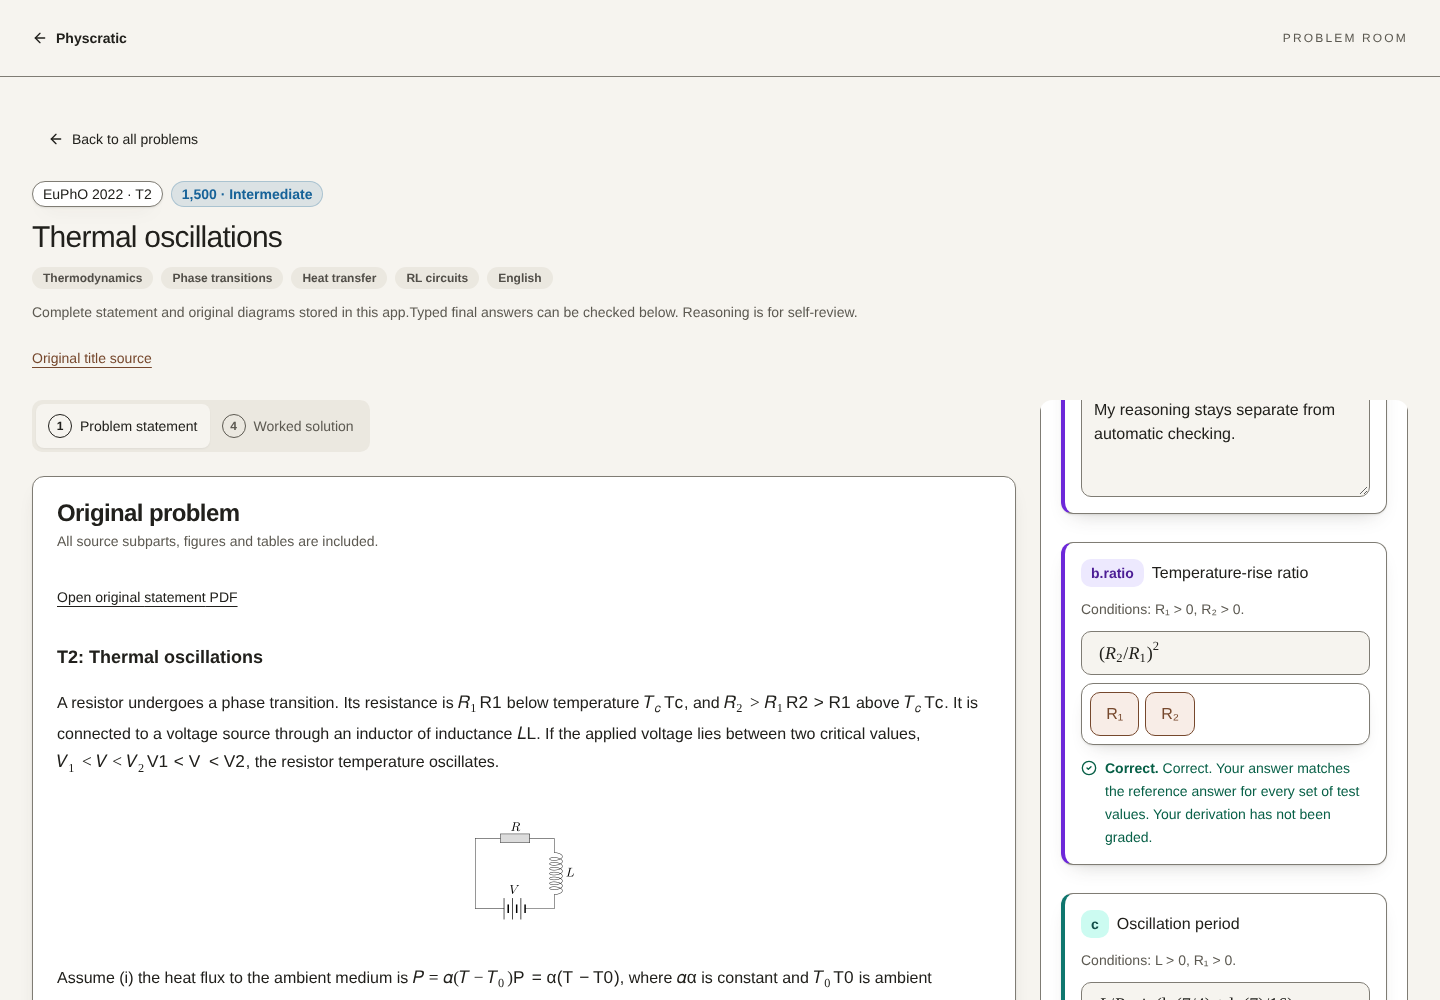 Physcratic
PROBLEM ROOM
Back to all problems
EuPhO 2022 · T2
1,500 · Intermediate
Thermal oscillations
Thermodynamics
Phase transitions
Heat transfer
RL circuits
English
Complete statement and original diagrams stored in this app.Typed final answers can be checked below. Reasoning is for self-review.
Original title source
1 Problem statement
4 Worked solution
Original problem
All source subparts, figures and tables are included.
Open original statement PDF
T2: Thermal oscillations
A resistor undergoes a phase transition. Its resistance is R₁ R1 below temperature T_c Tc, and R₂ > R₁ R2 > R1 above T_c Tc. It is
connected to a voltage source through an inductor of inductance LL. If the applied voltage lies between two critical values,
V₁ < V < V₂ V1 < V < V2, the resistor temperature oscillates.
R
L
V
Assume (i) the heat flux to the ambient medium is P = α(T − T₀)P = α(T − T0), where αα is constant and T₀ T0 is ambient
My reasoning stays separate from
automatic checking.
b.ratio Temperature-rise ratio
Conditions: R₁ > 0, R₂ > 0.
(R₂/R₁)²
R₁
R₂
Correct. Correct. Your answer matches
the reference answer for every set of test
values. Your derivation has not been
graded.
c Oscillation period
Conditions: L > 0, R₁ > 0.